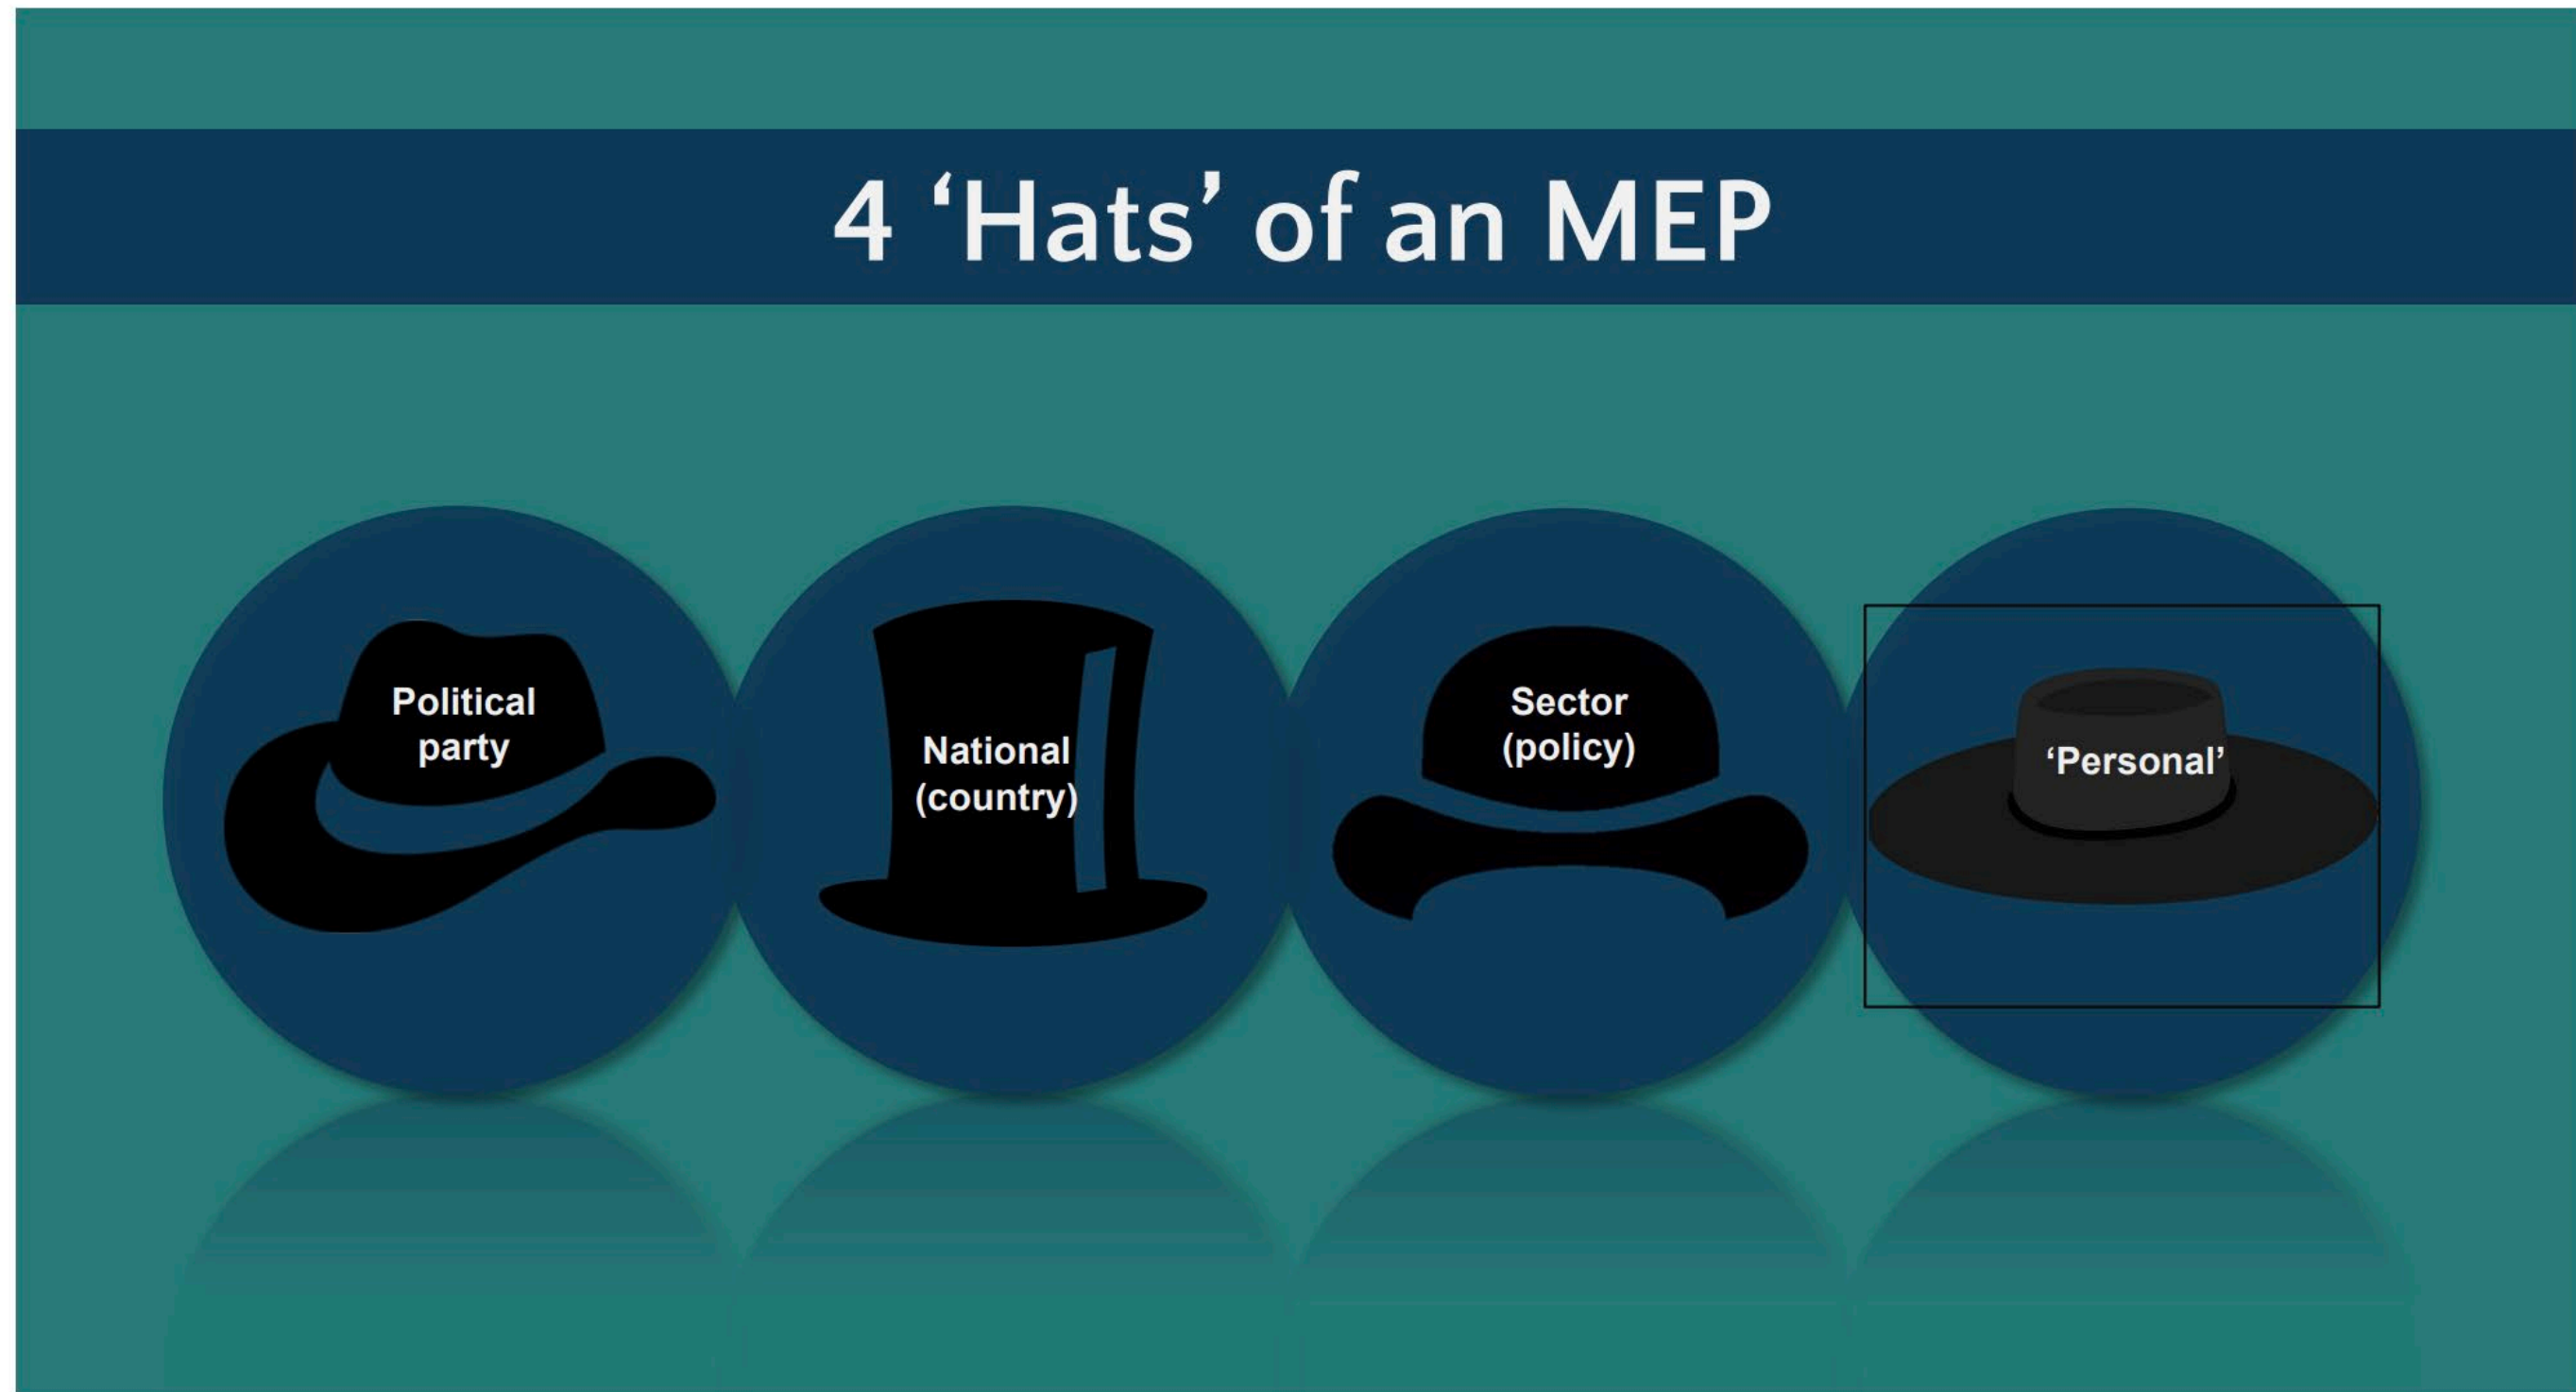 4 ‘Hats’ of an MEP
Political
party
National
(country)
Sector
(policy)
‘Personal’